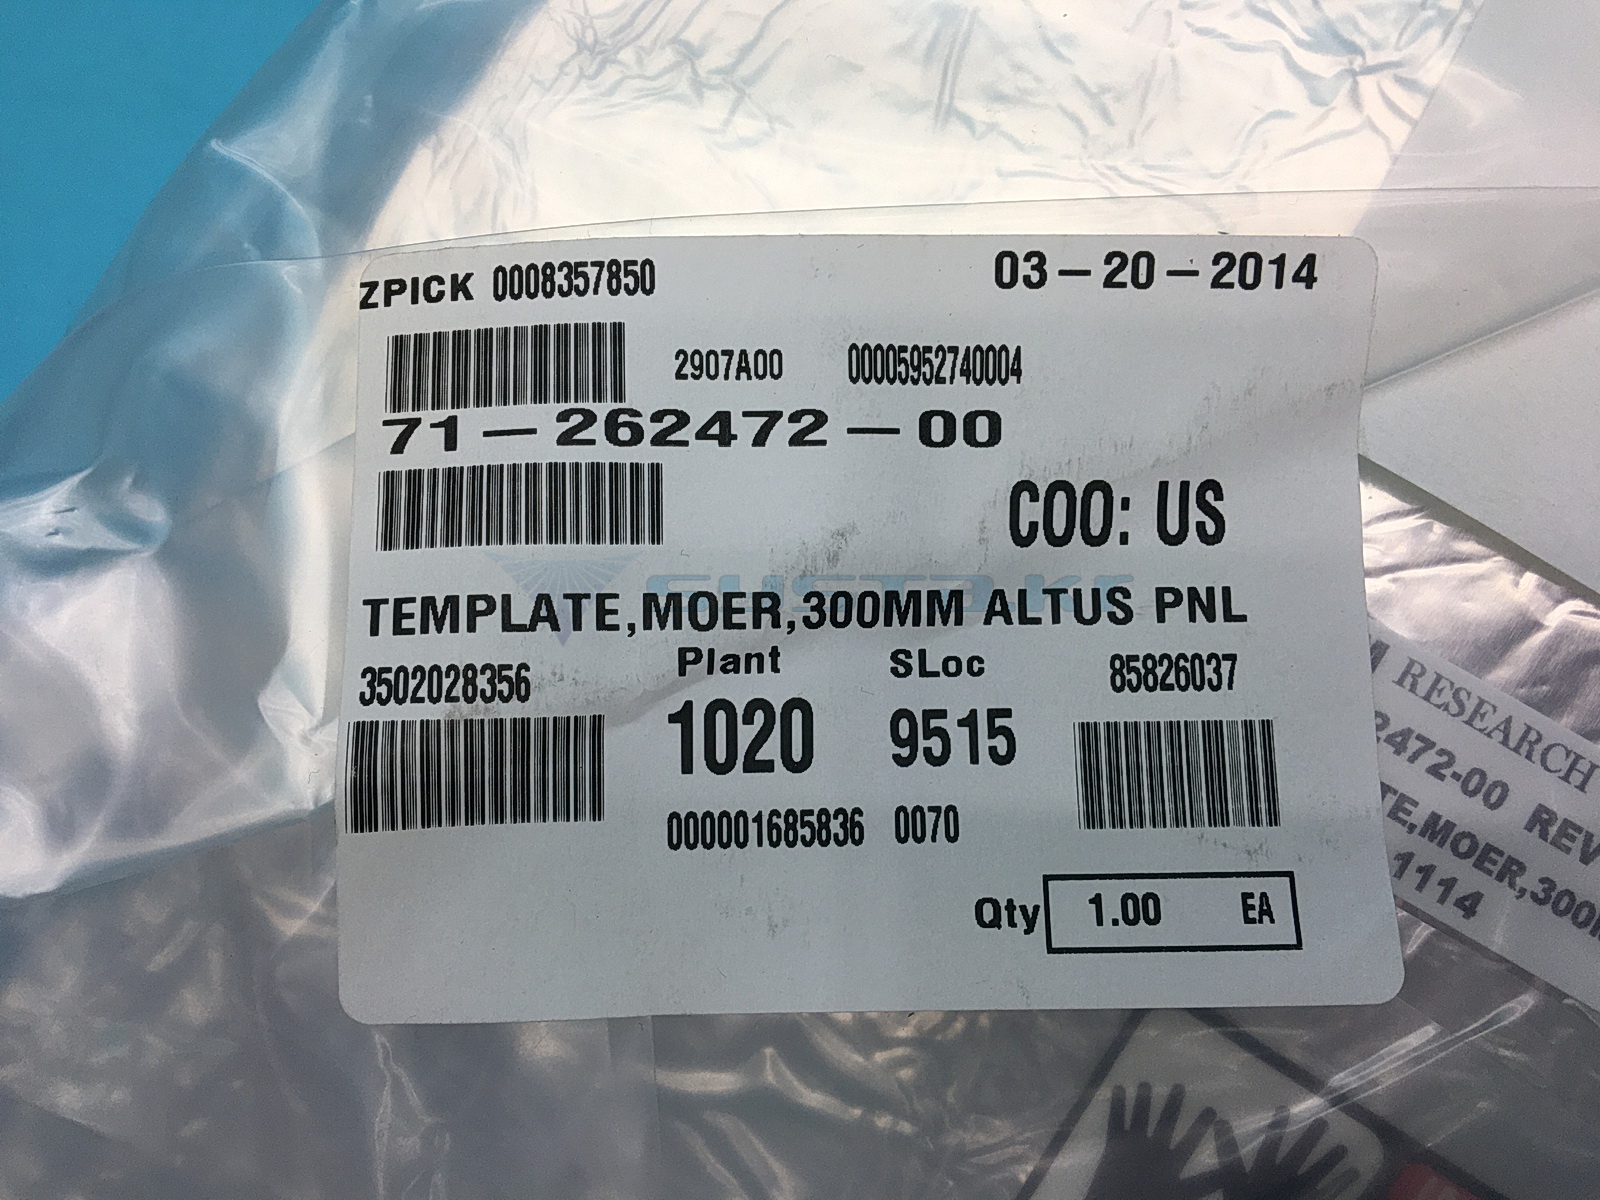 ZPICK 0008357850
03-20-2014
2907A00 00005952740004
71-262472-00
COO: US
TEMPLATE,MOER,300MM ALTUS PNL
3502028356
Plant SLoc
85826037
1020 9515
000001685836 0070
Qty 1.00 EA
RESEARCH
2472-00 REV
TE,MOER,300
1114